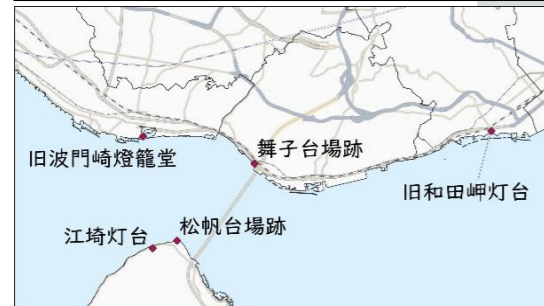 舞子台場跡
旧波門崎燈籠堂
旧和田岬灯台
松帆台場跡
江埼灯台